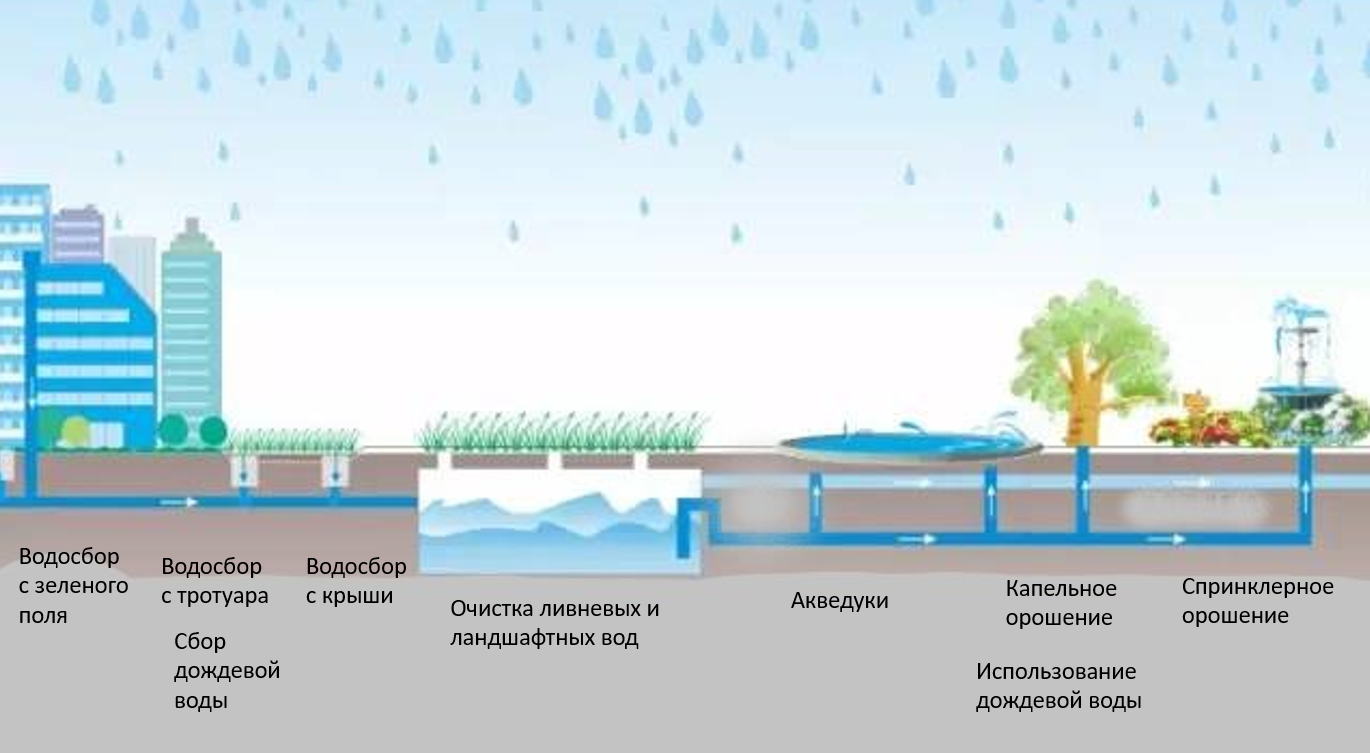 Водосбор
с зеленого
поля
Водосбор
с тротуара
Водосбор
с крыши
Сбор
дождевой
воды
Очистка ливневых и
ландшафтных вод
Акведуки
Капельное
орошение
Спринклерное
орошение
Использование
дождевой воды